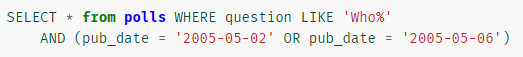 SELECT * from polls WHERE question LIKE 'Who%'
    AND (pub_date = '2005-05-02' OR pub_date = '2005-05-06')